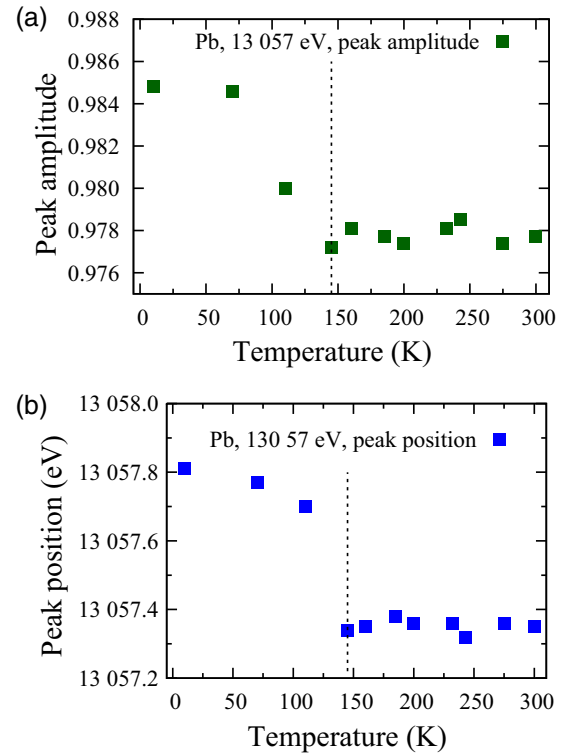 (a)
0.988
Pb, 13 057 eV, peak amplitude
0.986
0.984
0.982
0.980
0.978
0.976
Peak amplitude
0 50 100 150 200 250 300
Temperature (K)
(b)
13 058.0
Pb, 130 57 eV, peak position
13 057.8
13 057.6
13 057.4
13 057.2
Peak position (eV)
0 50 100 150 200 250 300
Temperature (K)